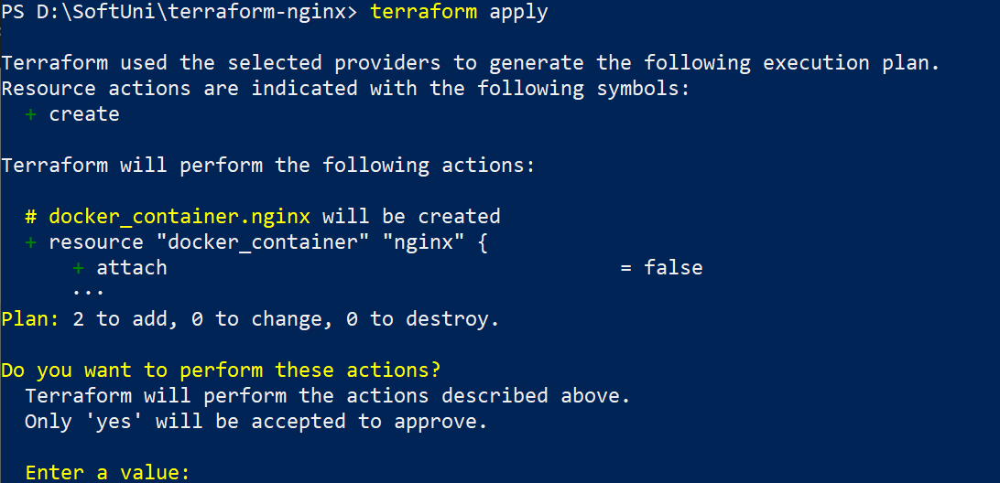 PS D:\SoftUni\terraform-nginx> terraform apply
Terraform used the selected providers to generate the following execution plan.
Resource actions are indicated with the following symbols:
+ create
Terraform will perform the following actions:
# docker_container.nginx will be created
+ resource "docker_container" "nginx" {
+ attach = false
...
Plan: 2 to add, 0 to change, 0 to destroy.
Do you want to perform these actions?
Terraform will perform the actions described above.
Only 'yes' will be accepted to approve.
Enter a value: